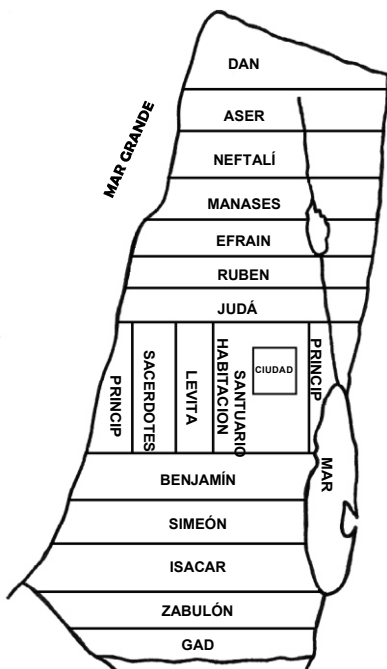 DAN
ASER
MAR GRANDE
NEFTALÍ
MANASES
EFRAIN
RUBEN
JUDÁ
PRINCIP
SACERDOTES
LEVITA
HABITACION
SANTUARIO
CIUDAD
PRINCIP
MAR
BENJAMÍN
SIMEÓN
ISACAR
ZABULÓN
GAD